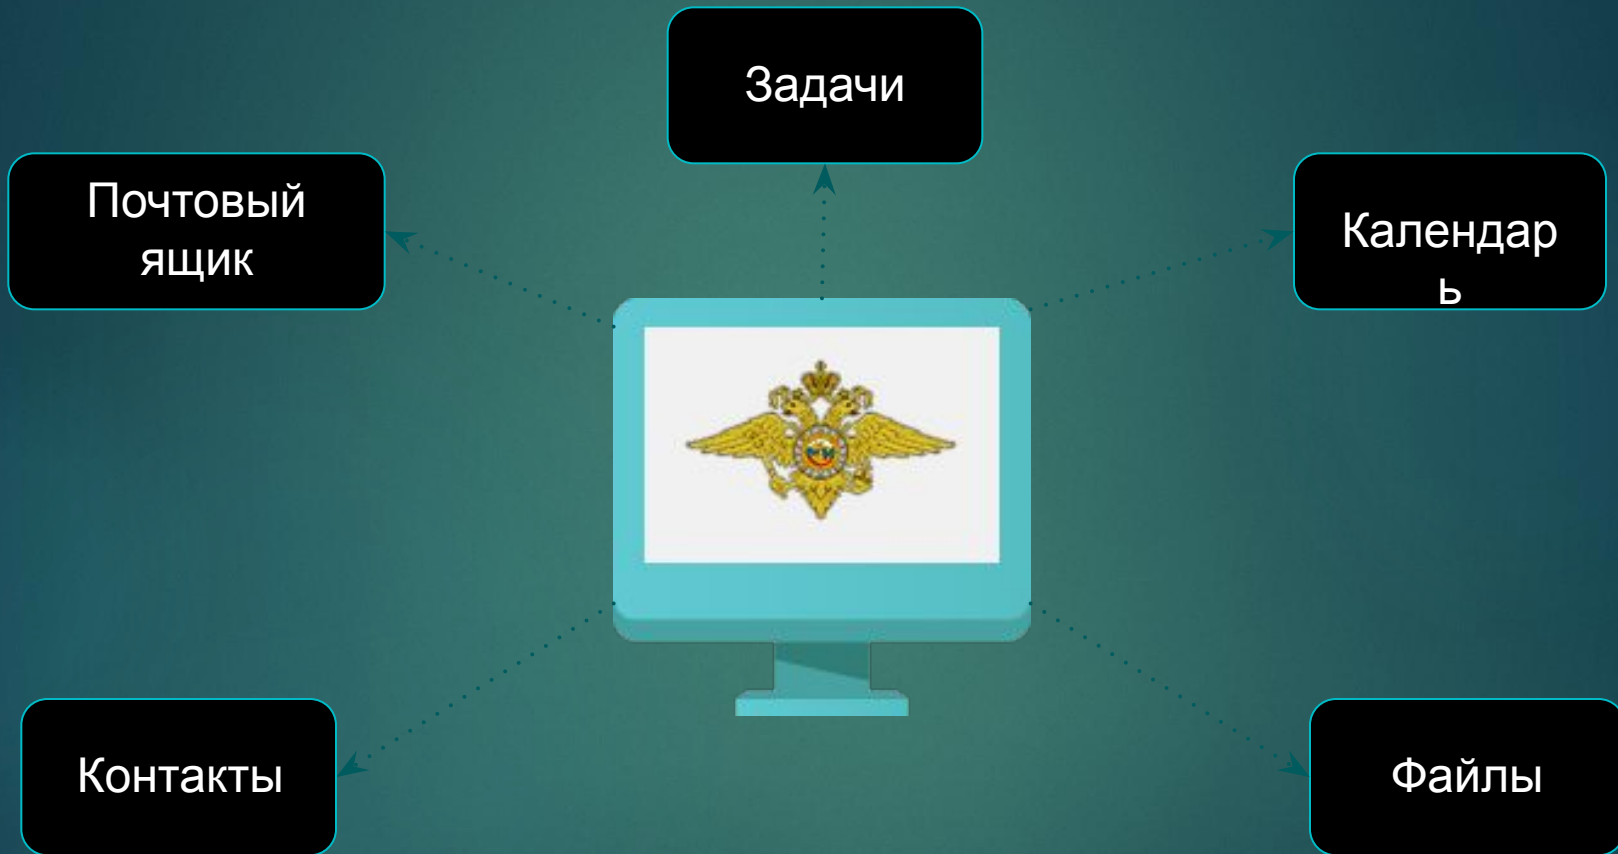 Задачи
Почтовый
ящик
Календар
ь
Контакты
Файлы